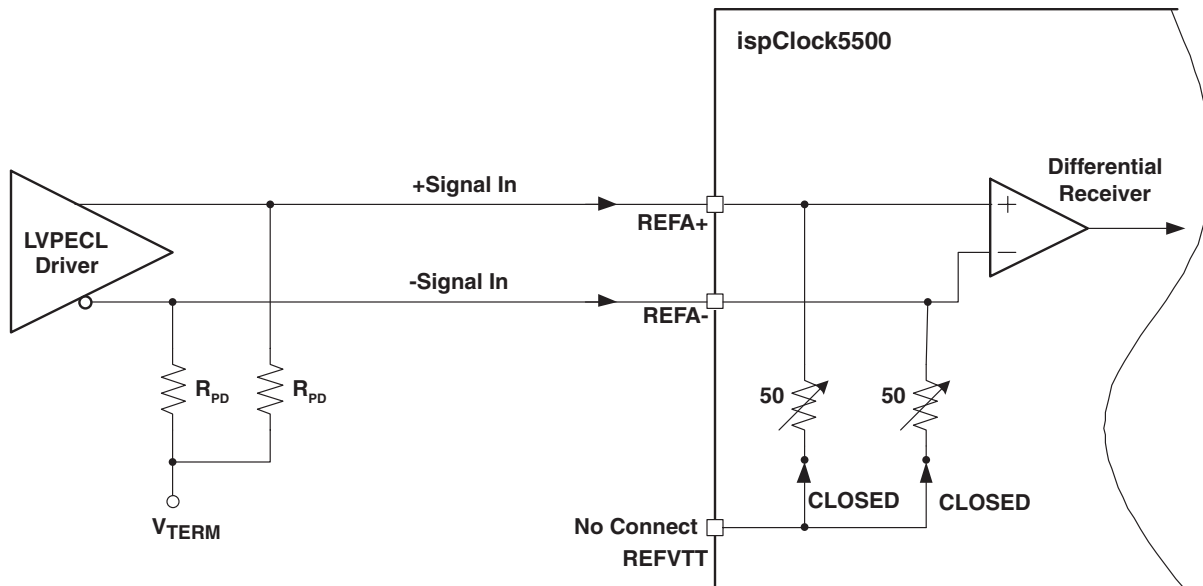 ispClock5500
LVPECL
Driver
+Signal In
-Signal In
REFA+
REFA-
Differential
Receiver
+
−
RPD
RPD
VTERM
50
50
CLOSED
CLOSED
No Connect
REFVTT